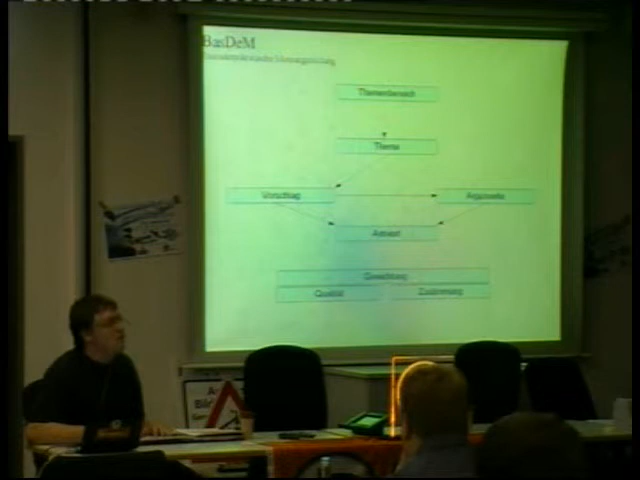 BasDeM
Themenbereich
Thema
Vorschlag
Argumente
Antwort
Gewichtung
Qualität
Zustimmung